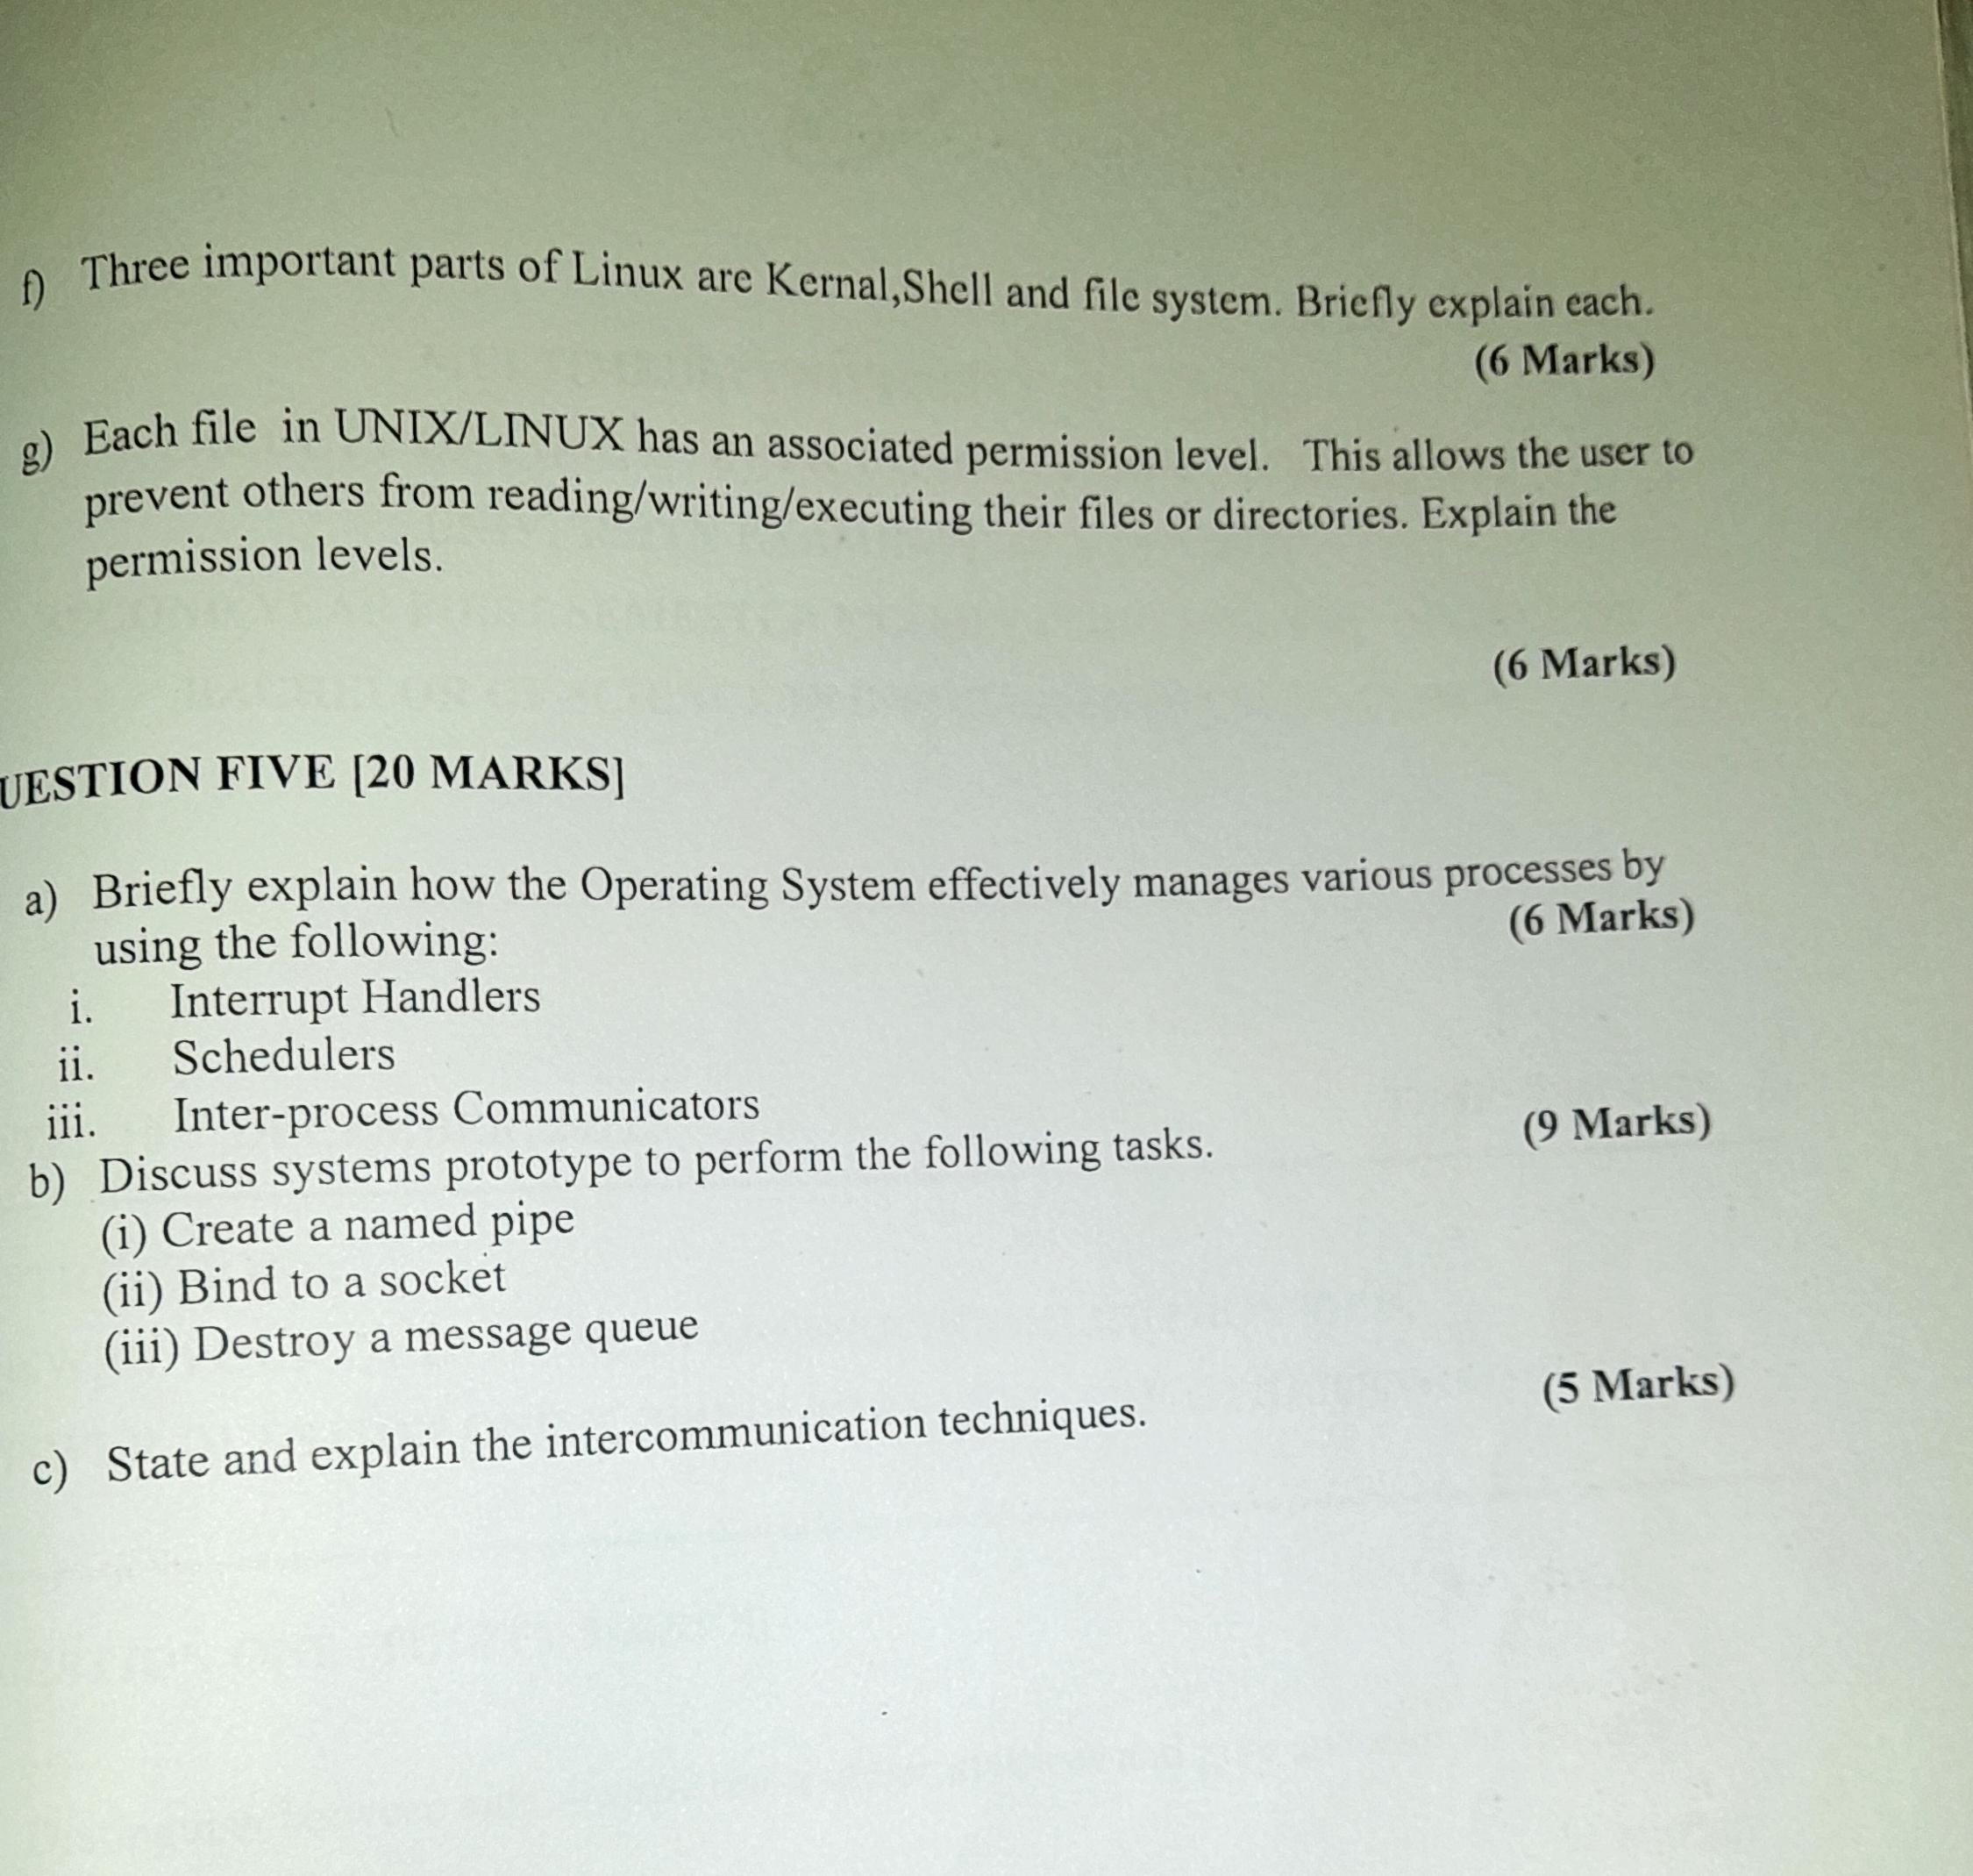 f) Three important parts of Linux are Kernal,Shell and file system. Briefly explain each.
(6 Marks)
g) Each file in UNIX/LINUX has an associated permission level. This allows the user to
prevent others from reading/writing/executing their files or directories. Explain the
permission levels.
(6 Marks)
UESTION FIVE [20 MARKS]
a) Briefly explain how the Operating System effectively manages various processes by
using the following: (6 Marks)
i. Interrupt Handlers
ii. Schedulers
iii. Inter-process Communicators
b) Discuss systems prototype to perform the following tasks. (9 Marks)
(i) Create a named pipe
(ii) Bind to a socket
(iii) Destroy a message queue
c) State and explain the intercommunication techniques. (5 Marks)